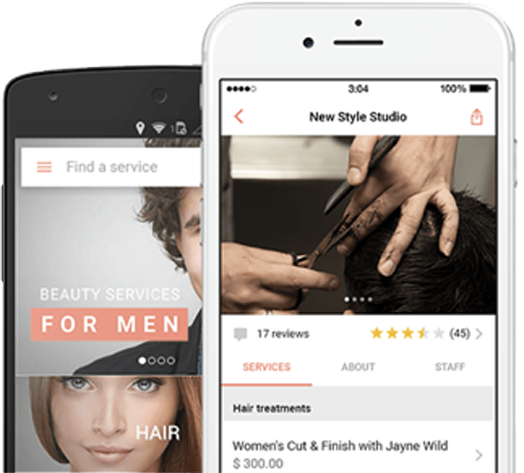 Find a service
BEAUTY SERVICES
FOR MEN
HAIR
3:04
100%
New Style Studio
17 reviews
(45)
SERVICES
ABOUT
STAFF
Hair treatments
Women's Cut & Finish with Jayne Wild
$ 300.00